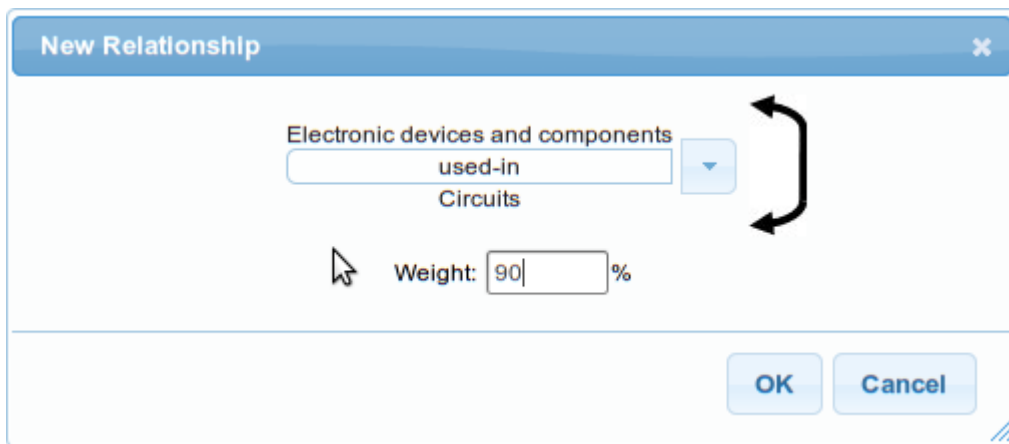 New Relationship
Electronic devices and components
used-in
Circuits
Weight: 90 %
OK Cancel